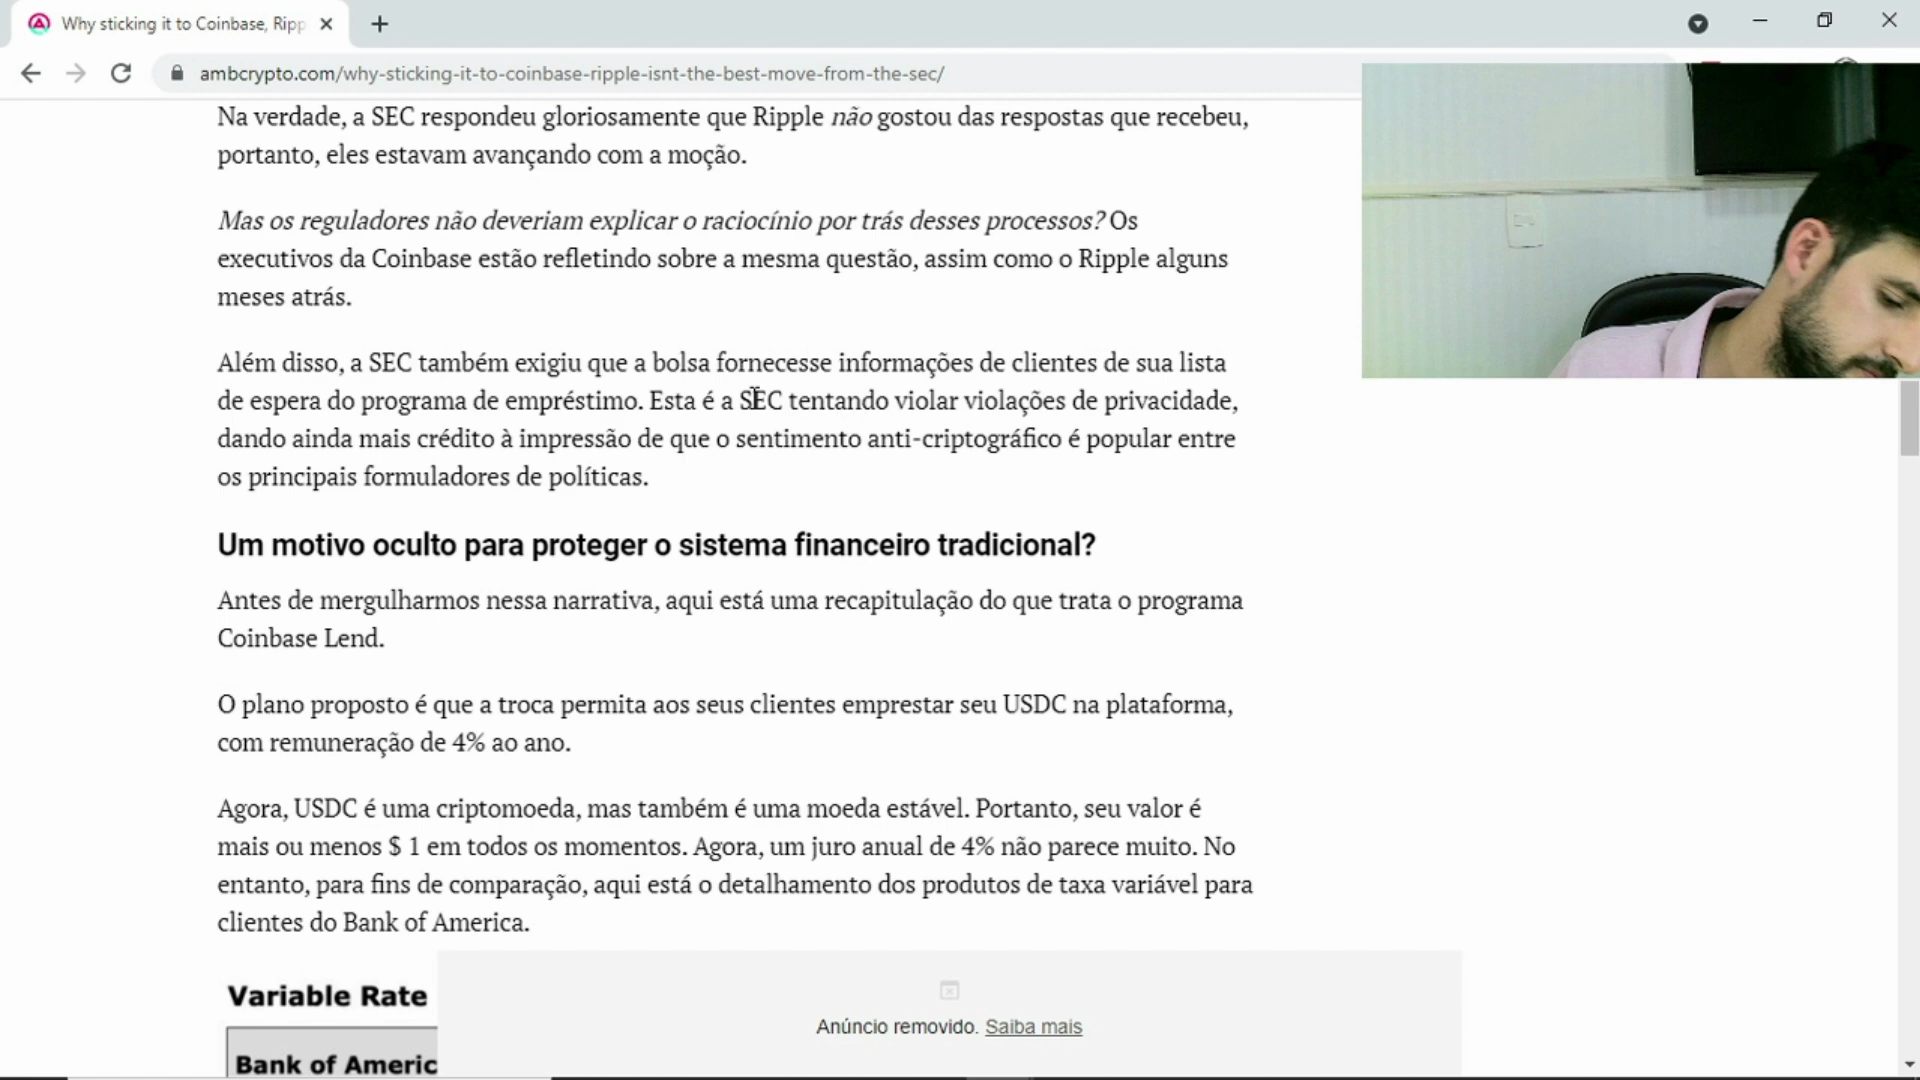 Why sticking it to Coinbase, Ripp
ambcrypto.com/why-sticking-it-to-coinbase-ripple-isnt-the-best-move-from-the-sec/
Na verdade, a SEC respondeu gloriosamente que Ripple não gostou das respostas que recebeu,
portanto, eles estavam avançando com a moção.
Mas os reguladores não deveriam explicar o raciocínio por trás desses processos? Os
executivos da Coinbase estão refletindo sobre a mesma questão, assim como o Ripple alguns
meses atrás.
Além disso, a SEC também exigiu que a bolsa fornecesse informações de clientes de sua lista
de espera do programa de empréstimo. Esta é a SEC tentando violar violações de privacidade,
dando ainda mais crédito à impressão de que o sentimento anti-criptográfico é popular entre
os principais formuladores de políticas.
Um motivo oculto para proteger o sistema financeiro tradicional?
Antes de mergulharmos nessa narrativa, aqui está uma recapitulação do que trata o programa
Coinbase Lend.
O plano proposto é que a troca permita aos seus clientes emprestar seu USDC na plataforma,
com remuneração de 4% ao ano.
Agora, USDC é uma criptomoeda, mas também é uma moeda estável. Portanto, seu valor é
mais ou menos $ 1 em todos os momentos. Agora, um juro anual de 4% não parece muito. No
entanto, para fins de comparação, aqui está o detalhamento dos produtos de taxa variável para
clientes do Bank of America.
Variable Rate
Bank of Americ
Anúncio removido. Saiba mais